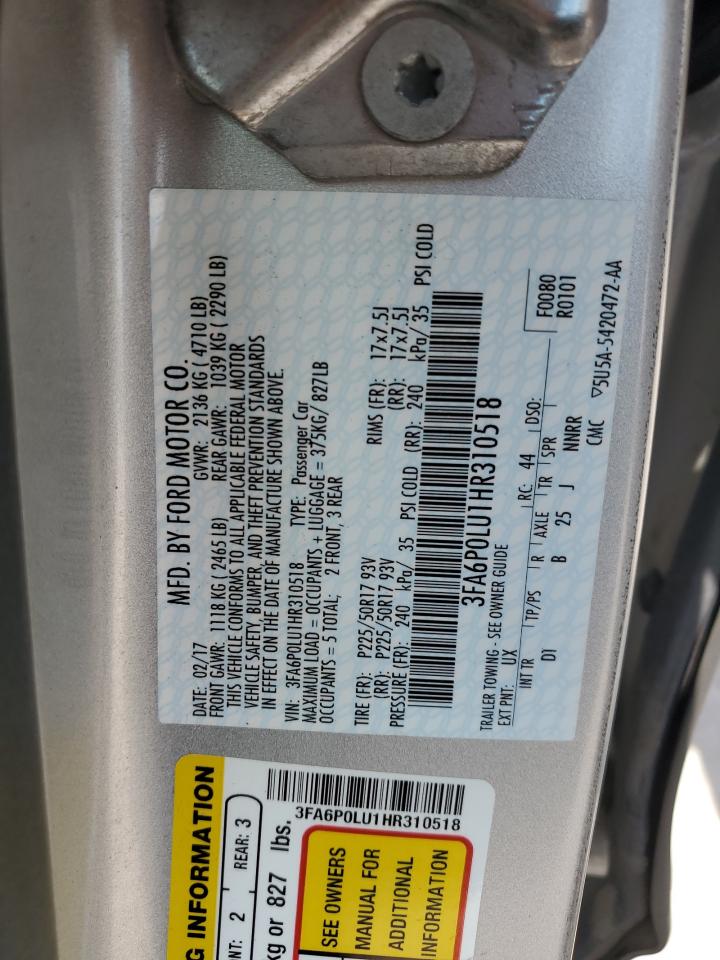 MFD. BY FORD MOTOR CO.
DATE: 02/17 GVWR: 2136 KG ( 4710 LB)
FRONT GAWR: 1118 KG ( 2465 LB) REAR GAWR: 1039 KG ( 2290 LB)
THIS VEHICLE CONFORMS TO ALL APPLICABLE FEDERAL MOTOR
VEHICLE SAFETY, BUMPER, AND THEFT PREVENTION STANDARDS
IN EFFECT ON THE DATE OF MANUFACTURE SHOWN ABOVE.
VIN: 3FA6P0LU1HR310518 TYPE: Passenger Car
MAXIMUM LOAD = OCCUPANTS + LUGGAGE = 375KG/ 827LB
OCCUPANTS = 5 TOTAL; 2 FRONT, 3 REAR
TIRE (FR): P225/50R17 93V RIMS (FR): 17x7.5J
(RR): P225/50R17 93V (RR): 17x7.5J
PRESSURE (FR): 240 kPa/ 35 PSI COLD (RR): 240 kPa/ 35 PSI COLD
3FA6P0LU1HR310518
TRAILER TOWING - SEE OWNER GUIDE
EXT PNT: UX RC: 44 DSO: F0080
R0101
INT TR TP/PS R AXLE TR SPR
DI B 25 J NNRR
CMC ▽5U5A-5420472-AA
G INFORMATION
NT: 2 REAR: 3
kg or 827 lbs.
3FA6P0LU1HR310518
SEE OWNERS
MANUAL FOR
ADDITIONAL
INFORMATION